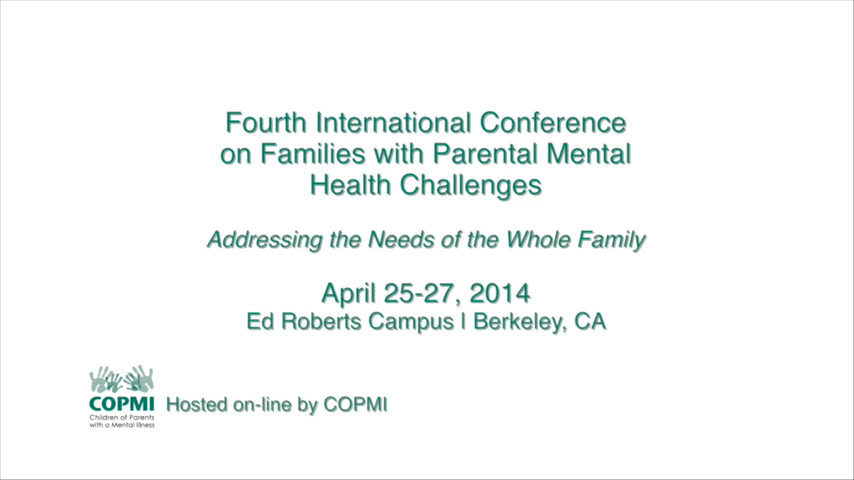 Fourth International Conference
on Families with Parental Mental
Health Challenges
Addressing the Needs of the Whole Family
April 25-27, 2014
Ed Roberts Campus | Berkeley, CA
COPMI
Children of Parents
with a Mental Illness
Hosted on-line by COPMI